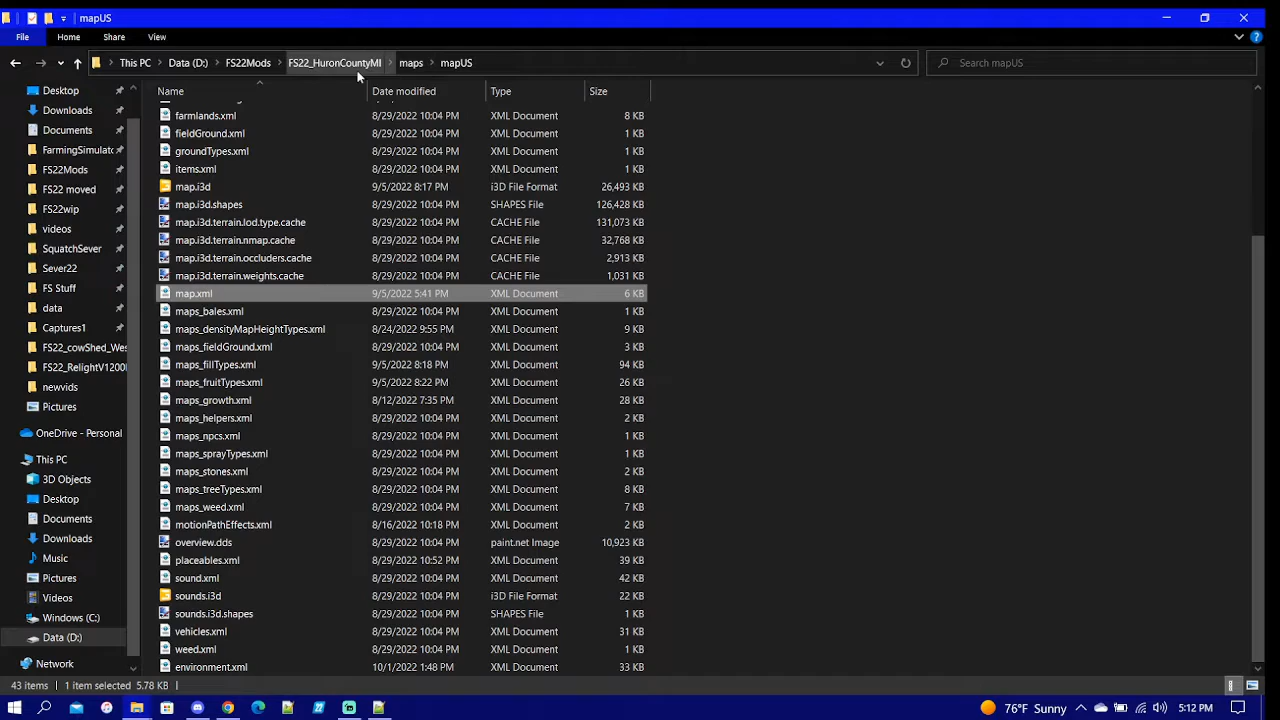 mapUS
File Home Share View
This PC Data (D:) FS22Mods FS22_HuronCountyMI maps mapUS Search mapUS
Name Date modified Type Size
farmlands.xml 8/29/2022 10:04 PM XML Document 8 KB
fieldGround.xml 8/29/2022 10:04 PM XML Document 1 KB
groundTypes.xml 8/29/2022 10:04 PM XML Document 1 KB
items.xml 8/29/2022 10:04 PM XML Document 1 KB
map.i3d 9/5/2022 8:17 PM i3D File Format 26,493 KB
map.i3d.shapes 8/29/2022 10:04 PM SHAPES File 126,428 KB
map.i3d.terrain.lod.type.cache 8/29/2022 10:04 PM CACHE File 131,073 KB
map.i3d.terrain.nmap.cache 8/29/2022 10:04 PM CACHE File 32,768 KB
map.i3d.terrain.occluders.cache 8/29/2022 10:04 PM CACHE File 2,913 KB
map.i3d.terrain.weights.cache 8/29/2022 10:04 PM CACHE File 1,031 KB
map.xml 9/5/2022 5:41 PM XML Document 6 KB
maps_bales.xml 8/29/2022 10:04 PM XML Document 1 KB
maps_densityMapHeightTypes.xml 8/24/2022 9:55 PM XML Document 9 KB
maps_fieldGround.xml 8/29/2022 10:04 PM XML Document 3 KB
maps_fillTypes.xml 9/5/2022 8:18 PM XML Document 94 KB
maps_fruitTypes.xml 9/5/2022 8:22 PM XML Document 26 KB
maps_growth.xml 8/12/2022 7:35 PM XML Document 28 KB
maps_helpers.xml 8/29/2022 10:04 PM XML Document 2 KB
maps_npcs.xml 8/29/2022 10:04 PM XML Document 1 KB
maps_sprayTypes.xml 8/29/2022 10:04 PM XML Document 1 KB
maps_stones.xml 8/29/2022 10:04 PM XML Document 2 KB
maps_treeTypes.xml 8/29/2022 10:04 PM XML Document 8 KB
maps_weed.xml 8/29/2022 10:04 PM XML Document 7 KB
motionPathEffects.xml 8/16/2022 10:18 PM XML Document 2 KB
overview.dds 8/29/2022 10:04 PM paint.net Image 10,923 KB
placeables.xml 8/29/2022 10:52 PM XML Document 39 KB
sound.xml 8/29/2022 10:04 PM XML Document 42 KB
sounds.i3d 8/29/2022 10:04 PM i3D File Format 22 KB
sounds.i3d.shapes 8/29/2022 10:04 PM SHAPES File 1 KB
vehicles.xml 8/29/2022 10:04 PM XML Document 31 KB
weed.xml 8/29/2022 10:04 PM XML Document 1 KB
environment.xml 10/1/2022 1:48 PM XML Document 33 KB
Desktop
Downloads
Documents
FarmingSimulato
FS22Mods
FS22 moved
FS22wip
videos
SquatchSever
Sever22
FS Stuff
data
Captures1
FS22_cowShed_Wes
FS22_RelightV1200l
newvids
Pictures
OneDrive - Personal
This PC
3D Objects
Desktop
Documents
Downloads
Music
Pictures
Videos
Windows (C:)
Data (D:)
Network
43 items 1 item selected 5.78 KB
76°F Sunny 5:12 PM